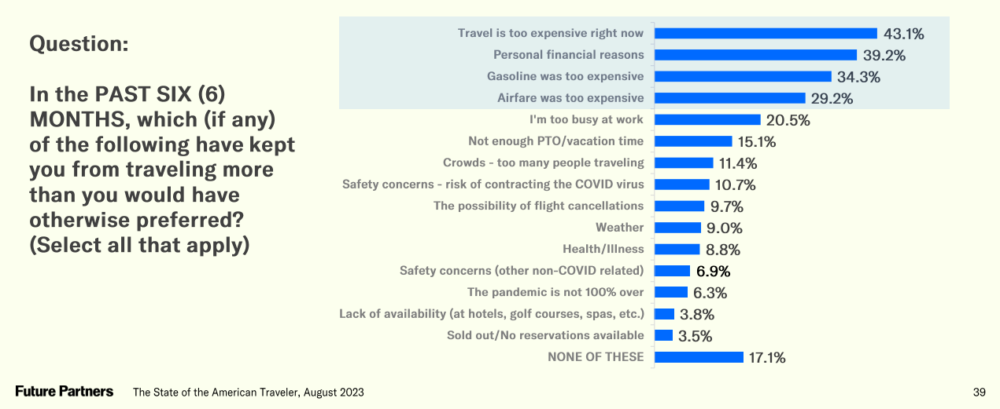 Question:
In the PAST SIX (6)
MONTHS, which (if any)
of the following have kept
you from traveling more
than you would have
otherwise preferred?
(Select all that apply)
Travel is too expensive right now 43.1%
Personal financial reasons 39.2%
Gasoline was too expensive 34.3%
Airfare was too expensive 29.2%
I'm too busy at work 20.5%
Not enough PTO/vacation time 15.1%
Crowds - too many people traveling 11.4%
Safety concerns - risk of contracting the COVID virus 10.7%
The possibility of flight cancellations 9.7%
Weather 9.0%
Health/Illness 8.8%
Safety concerns (other non-COVID related) 6.9%
The pandemic is not 100% over 6.3%
Lack of availability (at hotels, golf courses, spas, etc.) 3.8%
Sold out/No reservations available 3.5%
NONE OF THESE 17.1%
Future Partners The State of the American Traveler, August 2023 39